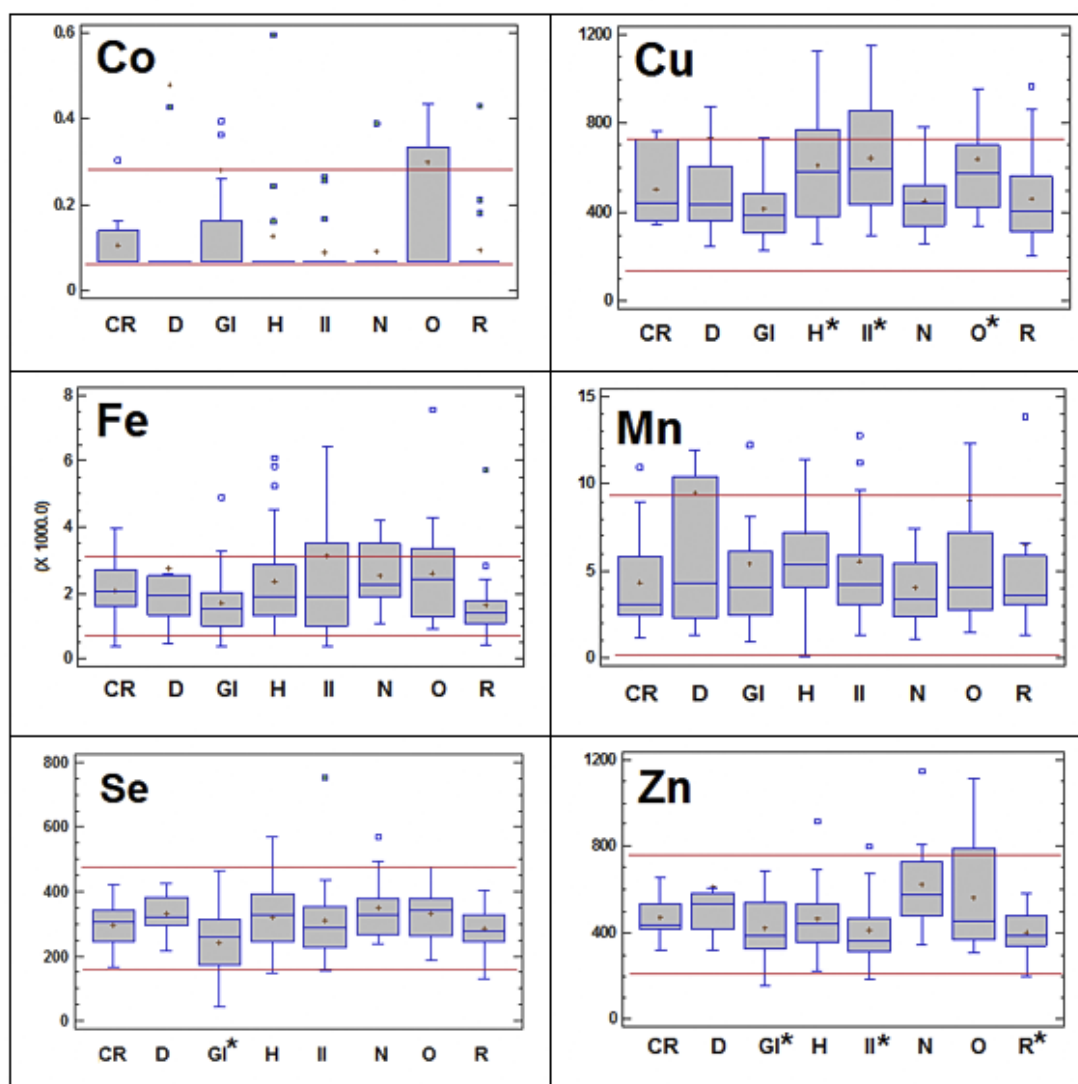 Co
0.6
0.4
0.2
0
CR D GI H II N O R
Cu
1200
800
400
0
CR D GI H* II* N O* R
Fe
(X 1000.0)
8
6
4
2
0
CR D GI H II N O R
Mn
15
10
5
0
CR D GI H II N O R
Se
800
600
400
200
0
CR D GI* H II N O R
Zn
1200
800
400
0
CR D GI* H II* N O R*